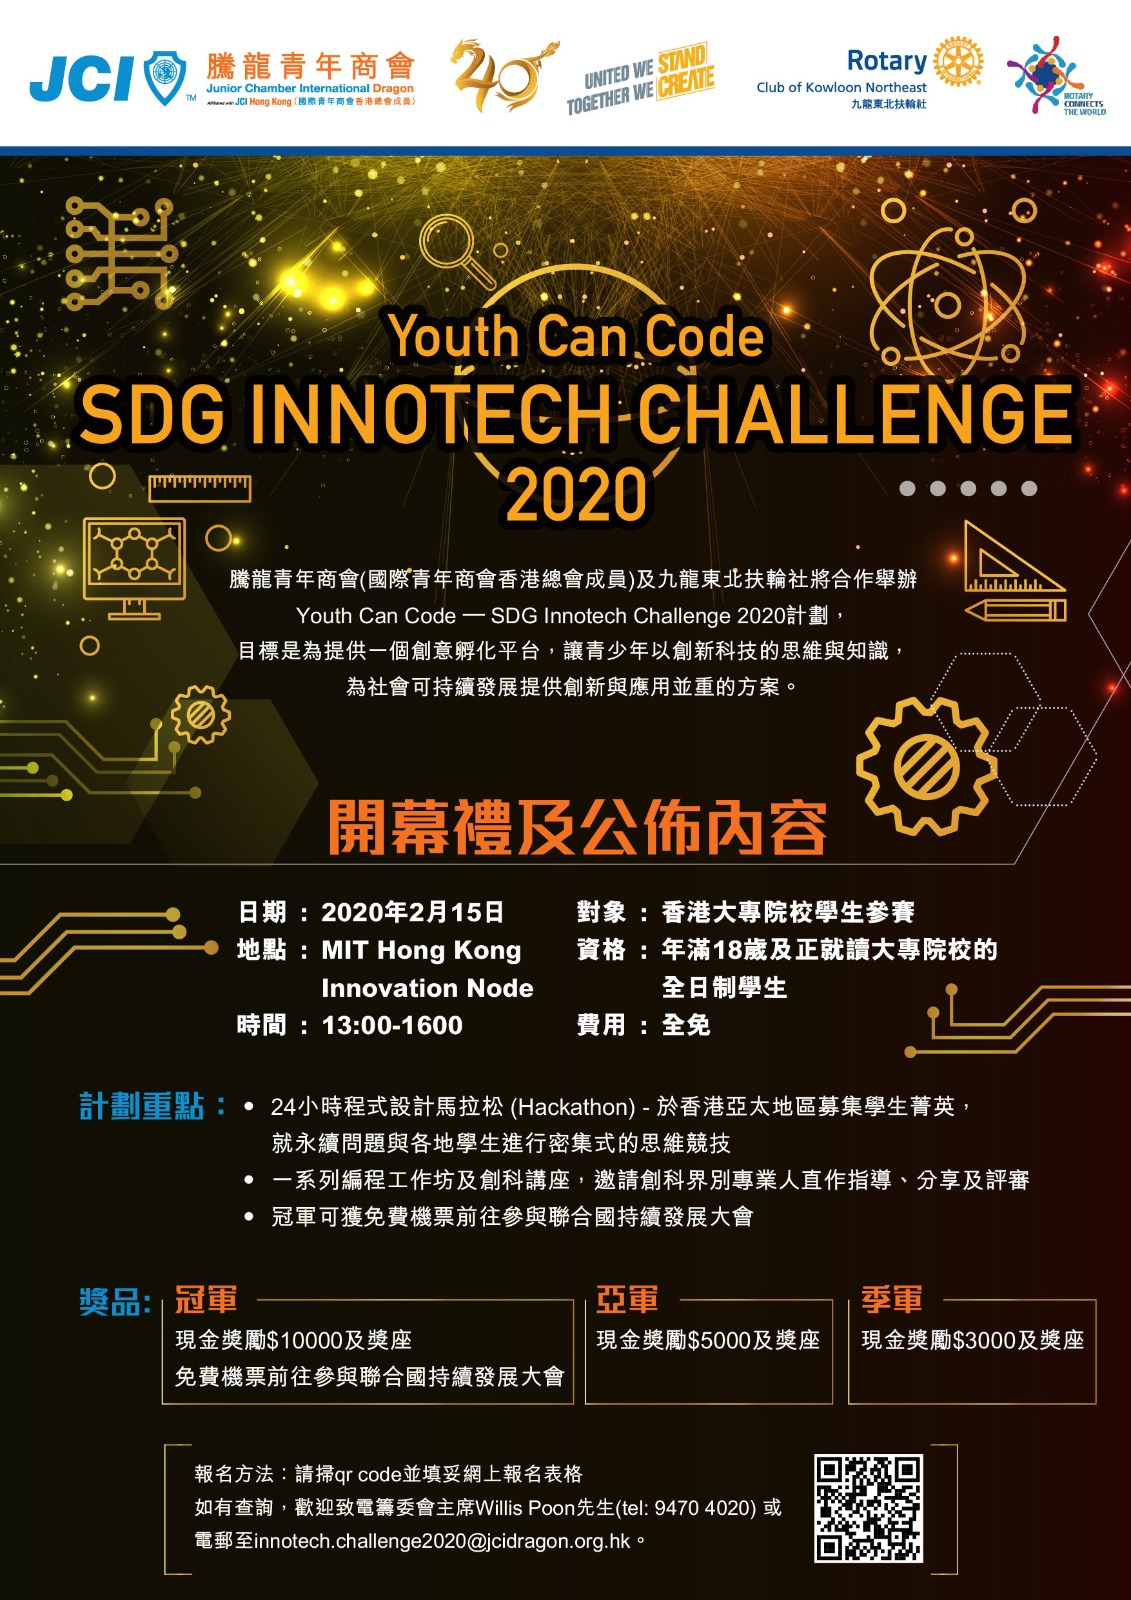 JCI TM
騰龍青年商會
Junior Chamber International Dragon
Affiliated with JCI Hong Kong (國際青年商會香港總會成員)
40
UNITED WE STAND
TOGETHER WE CREATE
Rotary
Club of Kowloon Northeast
九龍東北扶輪社
ROTARY
CONNECTS
THE WORLD
Youth Can Code
SDG INNOTECH CHALLENGE
2020
騰龍青年商會(國際青年商會香港總會成員)及九龍東北扶輪社將合作舉辦
Youth Can Code — SDG Innotech Challenge 2020計劃，
目標是為提供一個創意孵化平台，讓青少年以創新科技的思維與知識，
為社會可持續發展提供創新與應用並重的方案。
開幕禮及公佈內容
日期：2020年2月15日
地點：MIT Hong Kong
Innovation Node
時間：13:00-1600
對象：香港大專院校學生參賽
資格：年滿18歲及正就讀大專院校的
全日制學生
費用：全免
計劃重點：
• 24小時程式設計馬拉松 (Hackathon) - 於香港亞太地區募集學生菁英，
就永續問題與各地學生進行密集式的思維競技
• 一系列編程工作坊及創科講座，邀請創科界別專業人直作指導、分享及評審
• 冠軍可獲免費機票前往參與聯合國持續發展大會
獎品:
冠軍
現金獎勵$10000及獎座
免費機票前往參與聯合國持續發展大會
亞軍
現金獎勵$5000及獎座
季軍
現金獎勵$3000及獎座
報名方法：請掃qr code並填妥網上報名表格
如有查詢，歡迎致電籌委會主席Willis Poon先生(tel: 9470 4020) 或
電郵至innotech.challenge2020@jcidragon.org.hk。